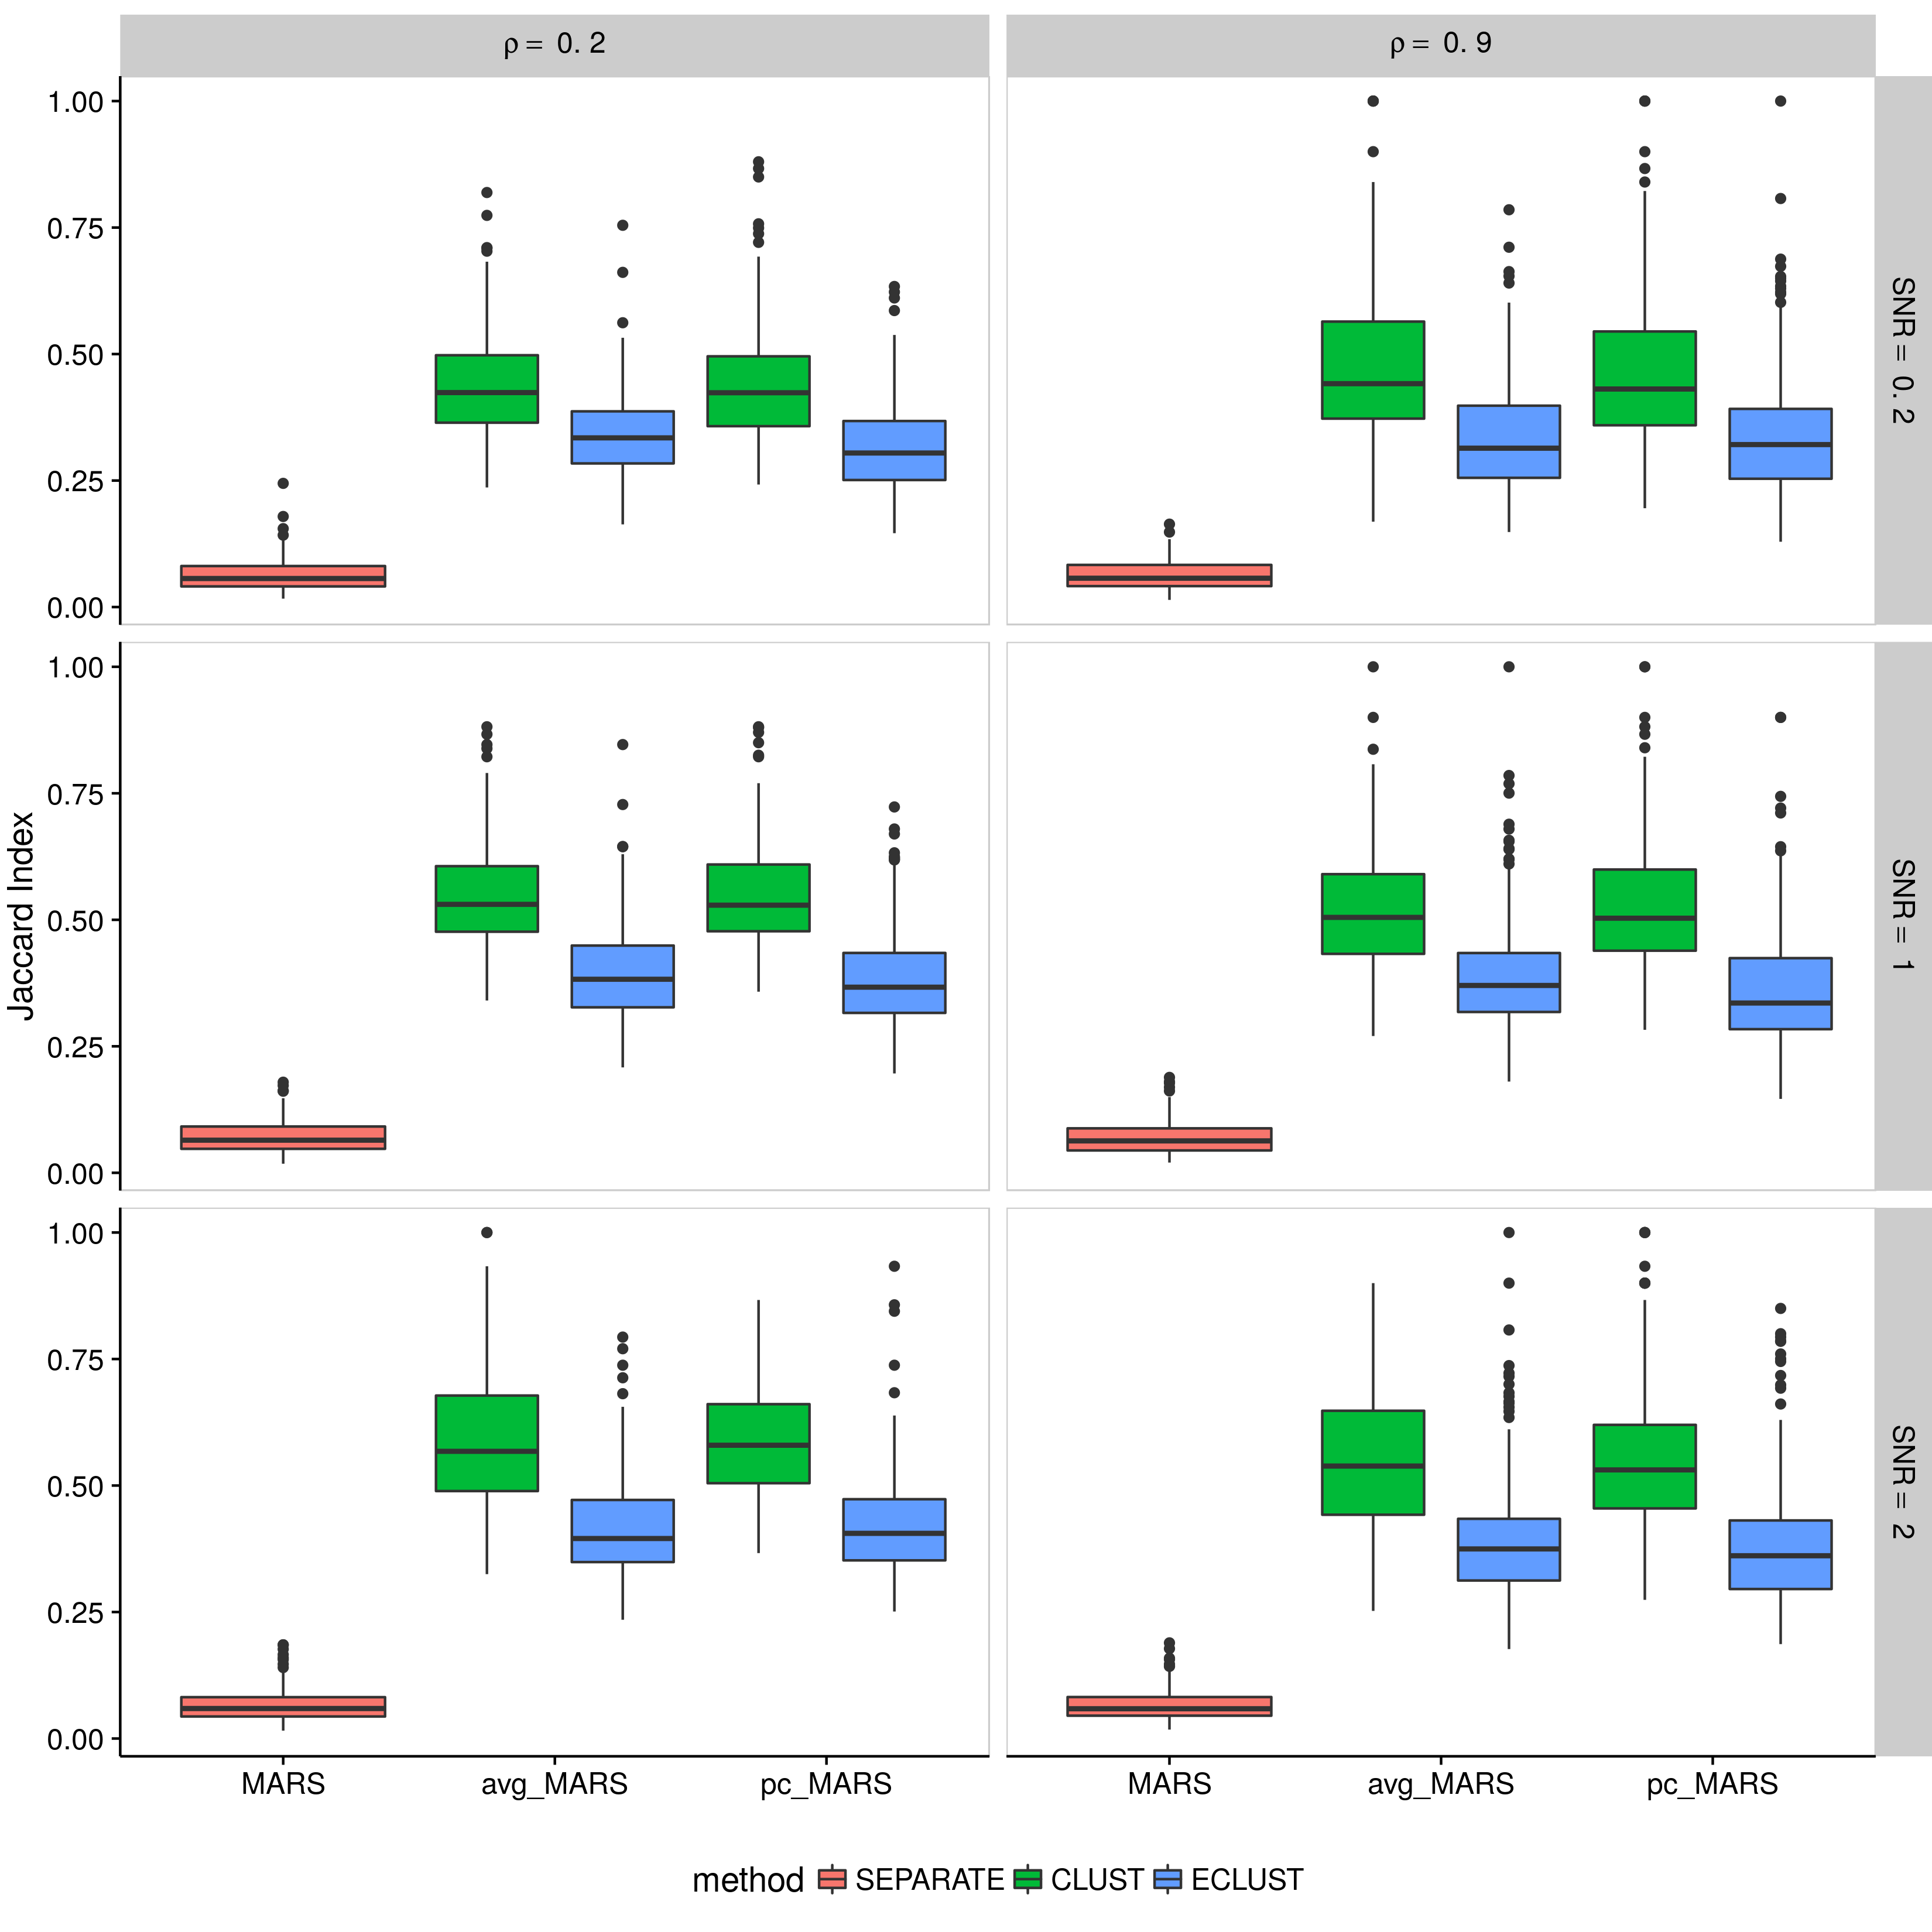 ρ = 0.2
ρ = 0.9
1.00
0.75
0.50
0.25
0.00
SNR = 0.2
1.00
0.75
0.50
0.25
0.00
SNR = 1
Jaccard Index
1.00
0.75
0.50
0.25
0.00
SNR = 2
MARS avg_MARS pc_MARS
MARS avg_MARS pc_MARS
method SEPARATE CLUST ECLUST